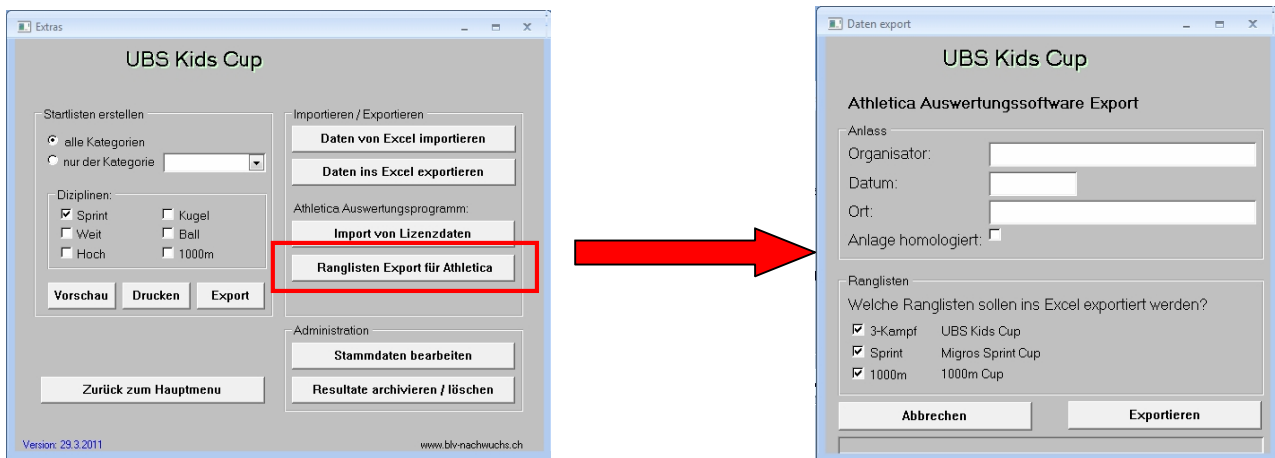 Extras
UBS Kids Cup
Startlisten erstellen
alle Kategorien
nur der Kategorie
Diziplinen:
Sprint
Kugel
Weit
Ball
Hoch
1000m
Vorschau
Drucken
Export
Importieren / Exportieren
Daten von Excel importieren
Daten ins Excel exportieren
Athletica Auswertungsprogramm:
Import von Lizenzdaten
Ranglisten Export für Athletica
Administration
Stammdaten bearbeiten
Zurück zum Hauptmenu
Resultate archivieren / löschen
Version: 29.3.2011
www.blv-nachwuchs.ch
Daten export
UBS Kids Cup
Athletica Auswertungssoftware Export
Anlass
Organisator:
Datum:
Ort:
Anlage homologiert:
Ranglisten
Welche Ranglisten sollen ins Excel exportiert werden?
3-Kampf UBS Kids Cup
Sprint Migros Sprint Cup
1000m 1000m Cup
Abbrechen
Exportieren